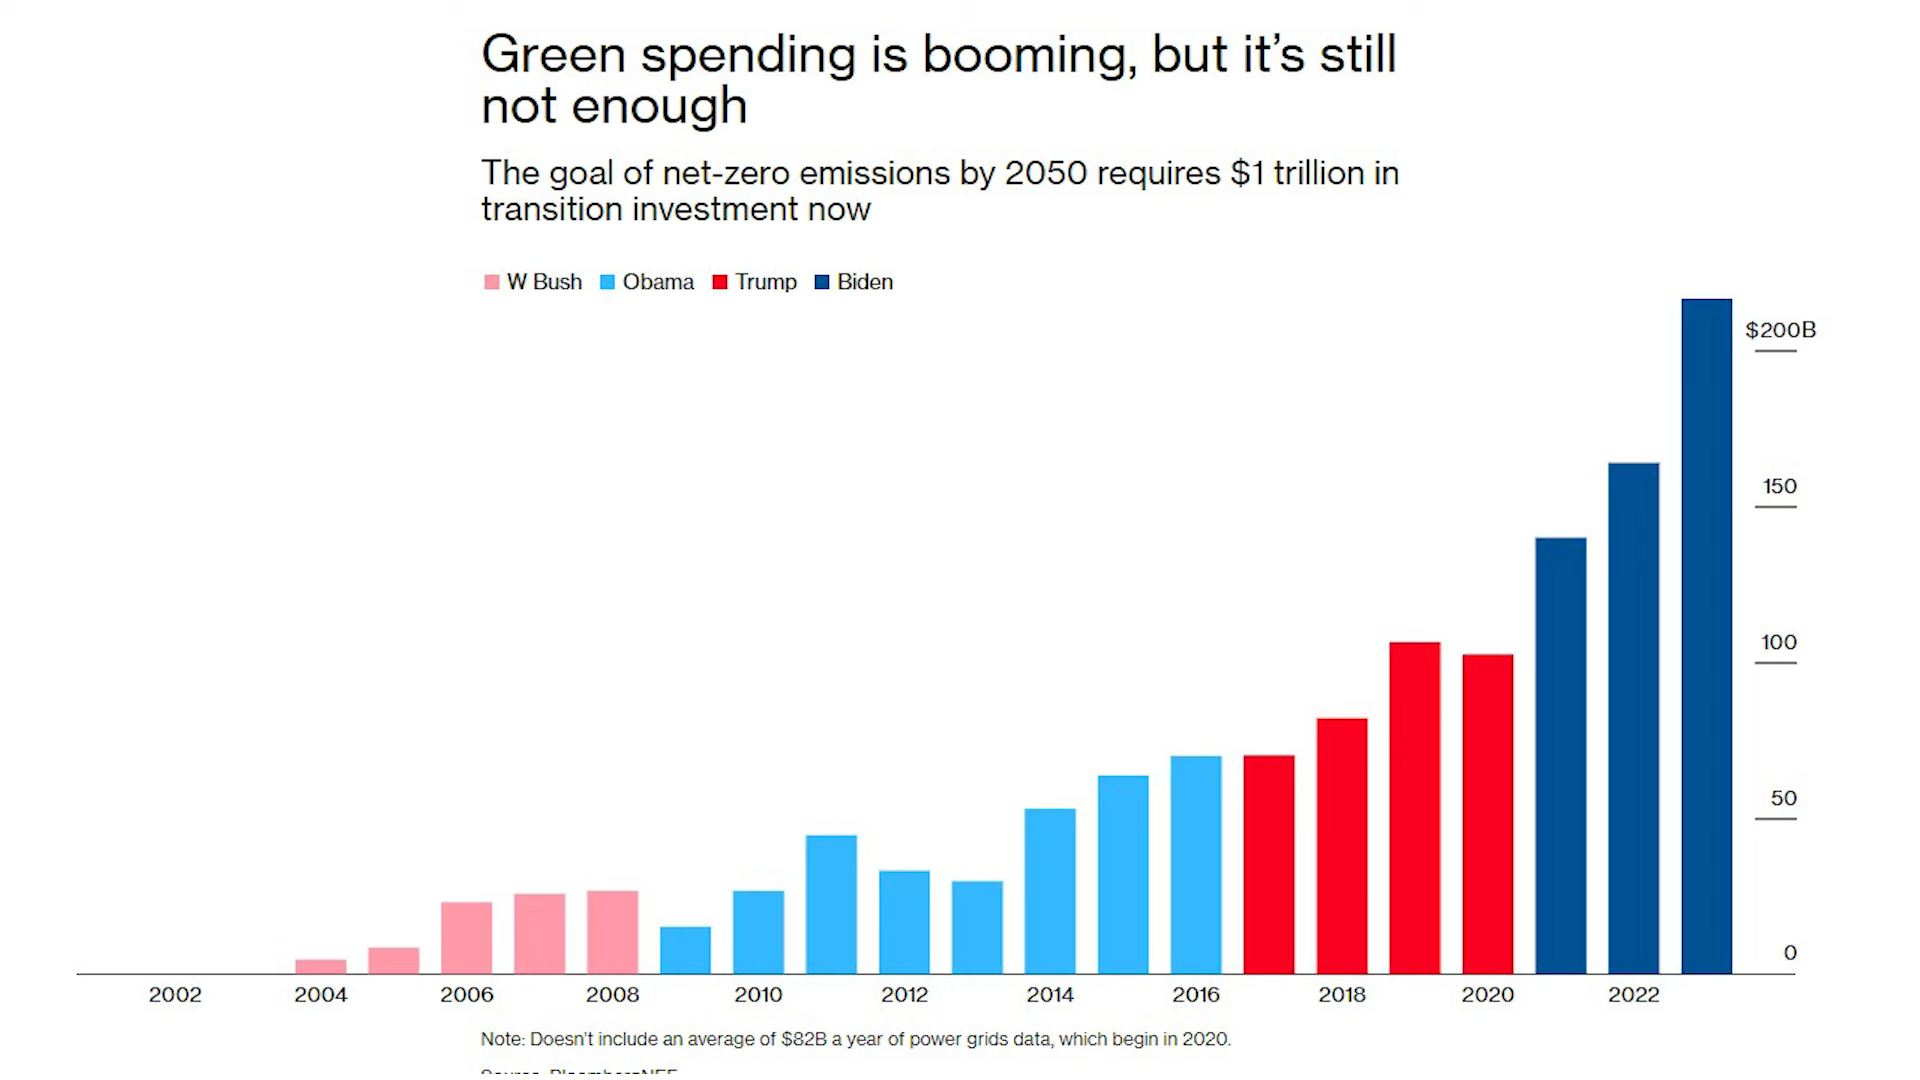 Green spending is booming, but it's still
not enough
The goal of net-zero emissions by 2050 requires $1 trillion in
transition investment now
W Bush Obama Trump Biden
$200B
150
100
50
0
2002 2004 2006 2008 2010 2012 2014 2016 2018 2020 2022
Note: Doesn't include an average of $82B a year of power grids data, which begin in 2020.
Source: BloombergNEF